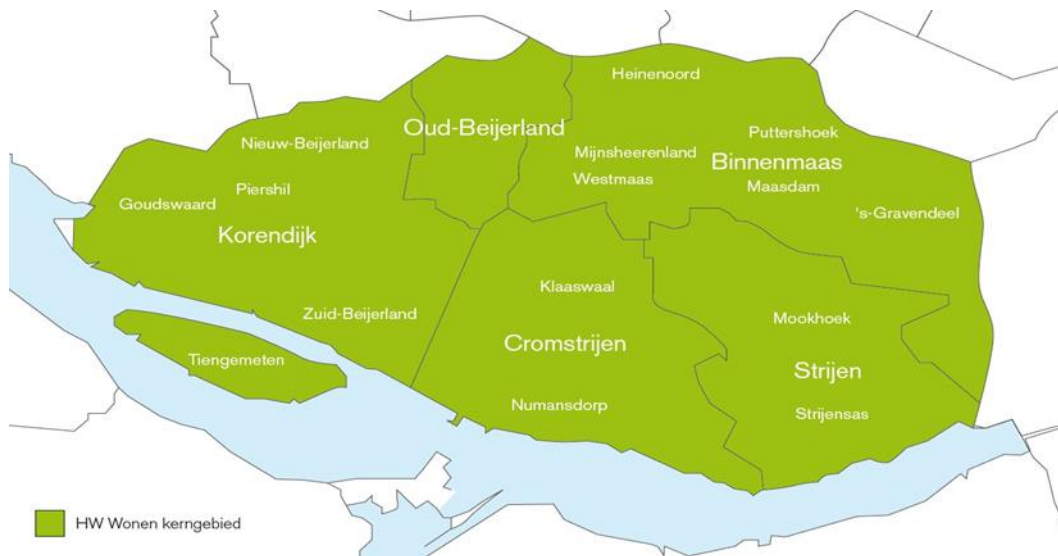 Heinenoord
Oud-Beijerland
Puttershoek
Nieuw-Beijerland
Mijnsheerenland
Binnenmaas
Westmaas
Maasdam
Piershil
Goudswaard
's-Gravendeel
Korendijk
Klaaswaal
Zuid-Beijerland
Mookhoek
Cromstrijen
Tiengemeten
Strijen
Numansdorp
Strijensas
HW Wonen kerngebied